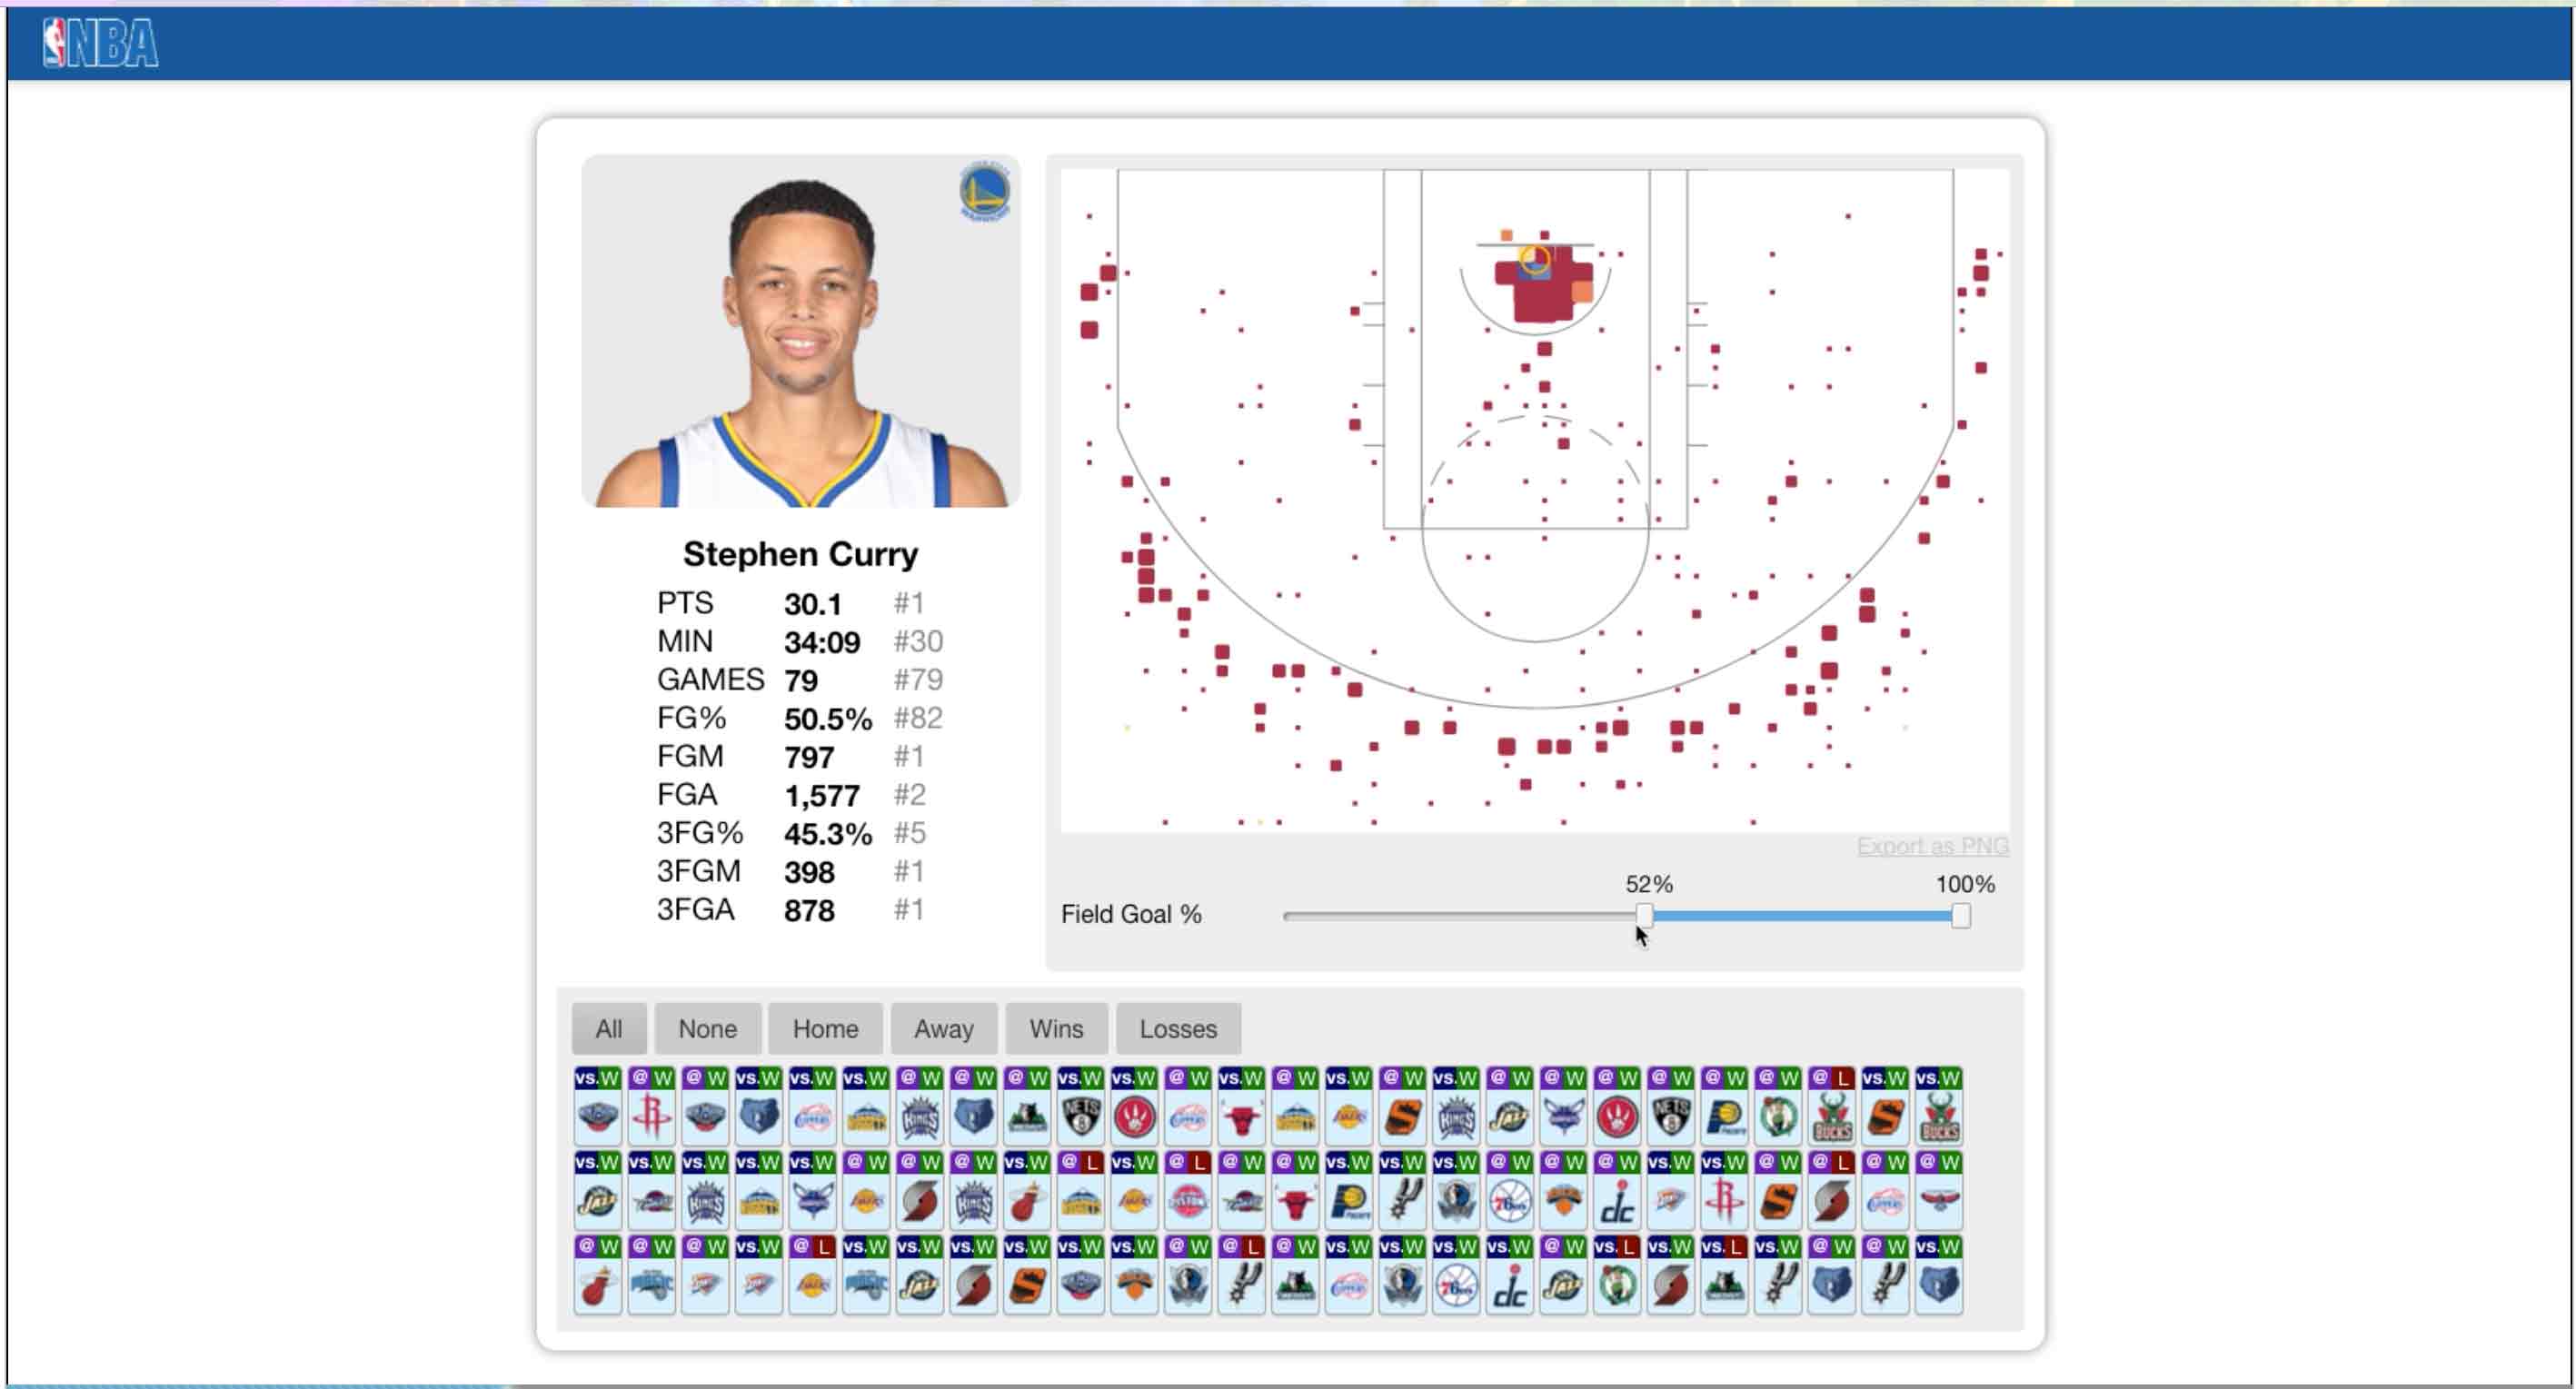 NBA
Stephen Curry
PTS 30.1 #1
MIN 34:09 #30
GAMES 79 #79
FG% 50.5% #82
FGM 797 #1
FGA 1,577 #2
3FG% 45.3% #5
3FGM 398 #1
3FGA 878 #1
Export as PNG
52% 100%
Field Goal %
All None Home Away Wins Losses
vs.W @ W @ W vs.W vs.W vs.W @ W @ W @ W vs.W vs.W @ W vs.W @ W vs.W @ W vs.W @ W @ W @ W @ W @ W @ W @ L vs.W vs.W
vs.W vs.W vs.W vs.W vs.W @ W @ W @ W vs.W @ L vs.W @ L @ W @ W vs.W vs.W vs.W @ W @ W @ W vs.W vs.W @ W @ L @ W @ W
@ W @ W @ W vs.W @ L vs.W vs.W vs.W vs.W vs.W vs.W @ W @ L @ W vs.W vs.W vs.W vs.W @ W vs.L vs.W vs.L vs.W @ W @ W vs.W